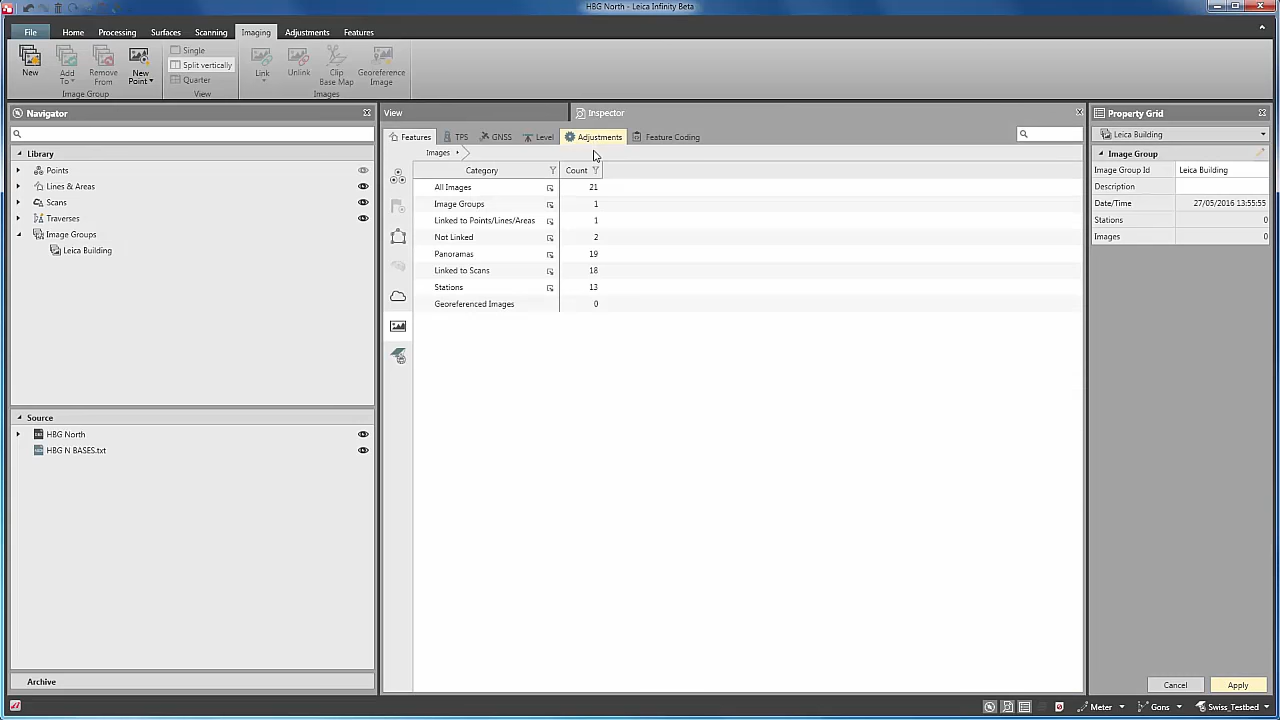 HBG North - Leica Infinity Beta
File Home Processing Surfaces Scanning Imaging Adjustments Features
New Add To Remove From New Point Single Split vertically Quarter Link Unlink Clip Base Map Georeference Image
Image Group View Images
Navigator
Library
Points
Lines & Areas
Scans
Traverses
Image Groups
Leica Building
Source
HBG North
HBG N BASES.txt
Archive
View Inspector
Features TPS GNSS Level Adjustments Feature Coding
Images
Category Count
All Images 21
Image Groups 1
Linked to Points/Lines/Areas 1
Not Linked 2
Panoramas 19
Linked to Scans 18
Stations 13
Georeferenced Images 0
Property Grid
Leica Building
Image Group
Image Group Id Leica Building
Description
Date/Time 27/05/2016 13:55:55
Stations 0
Images 0
Cancel Apply
Meter Gons Swiss_Testbed